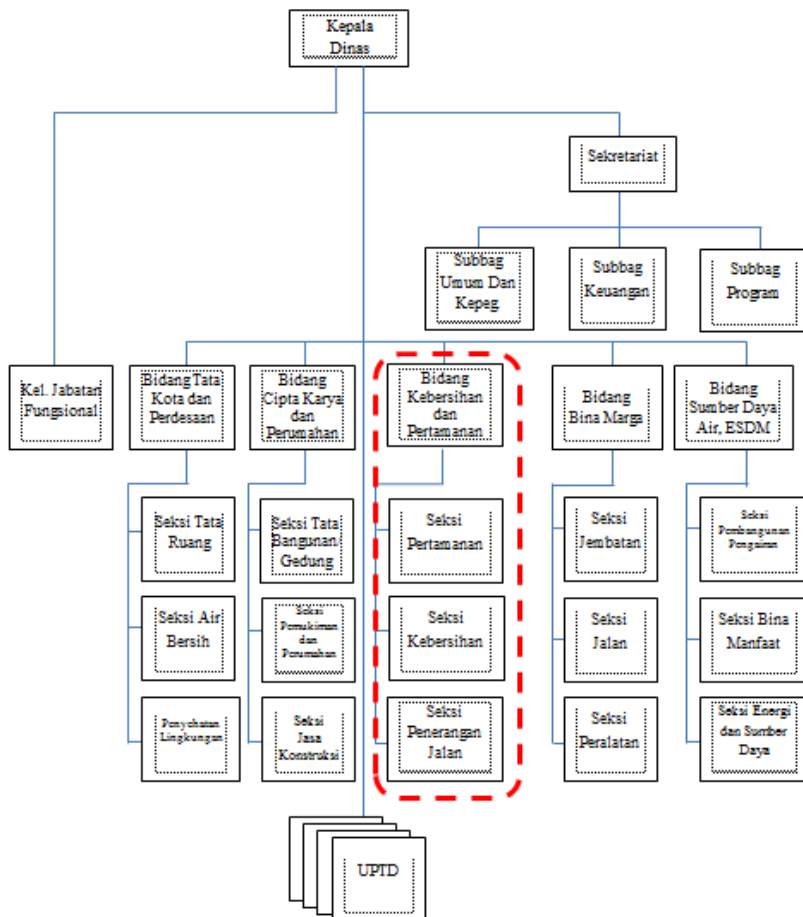 Kepala
Dinas
Sekretariat
Subbag
Umum Dan
Kepeg.
Subbag
Keuangan
Subbag
Program
Kel. Jabatan
Fungsional
Bidang Tata
Kota dan
Perdesaan
Bidang
Cipta Karya
dan
Perumahan
Bidang
Kebersihan
dan
Pertamanan
Bidang
Bina Marga
Bidang
Sumber Daya
Air, ESDM
Seksi Tata
Ruang
Seksi Tata
Bangunan/
Gedung
Seksi
Pertamanan
Seksi
Jembatan
Seksi
Pembangunan
Pengairan
Seksi Air
Bersih
Seksi
Pemukiman
dan
Perumahan
Seksi
Kebersihan
Seksi
Jalan
Seksi Bina
Manfaat
Penyehatan
Lingkungan
Seksi
Jasa
Konstruksi
Seksi
Penerangan
Jalan
Seksi
Peralatan
Seksi Energi
dan Sumber
Daya
UPTD